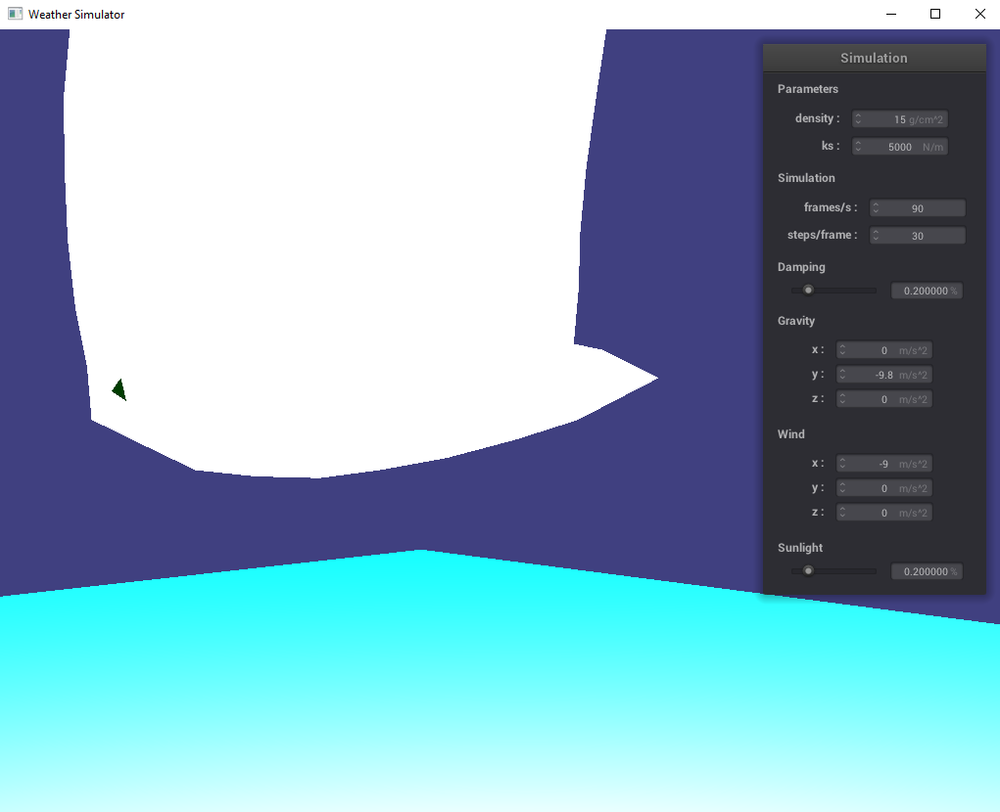 Weather Simulator
Simulation
Parameters
density : 15 g/cm^2
ks : 5000 N/m
Simulation
frames/s : 90
steps/frame : 30
Damping
0.200000 %
Gravity
x : 0 m/s^2
y : -9.8 m/s^2
z : 0 m/s^2
Wind
x : -9 m/s^2
y : 0 m/s^2
z : 0 m/s^2
Sunlight
0.200000 %